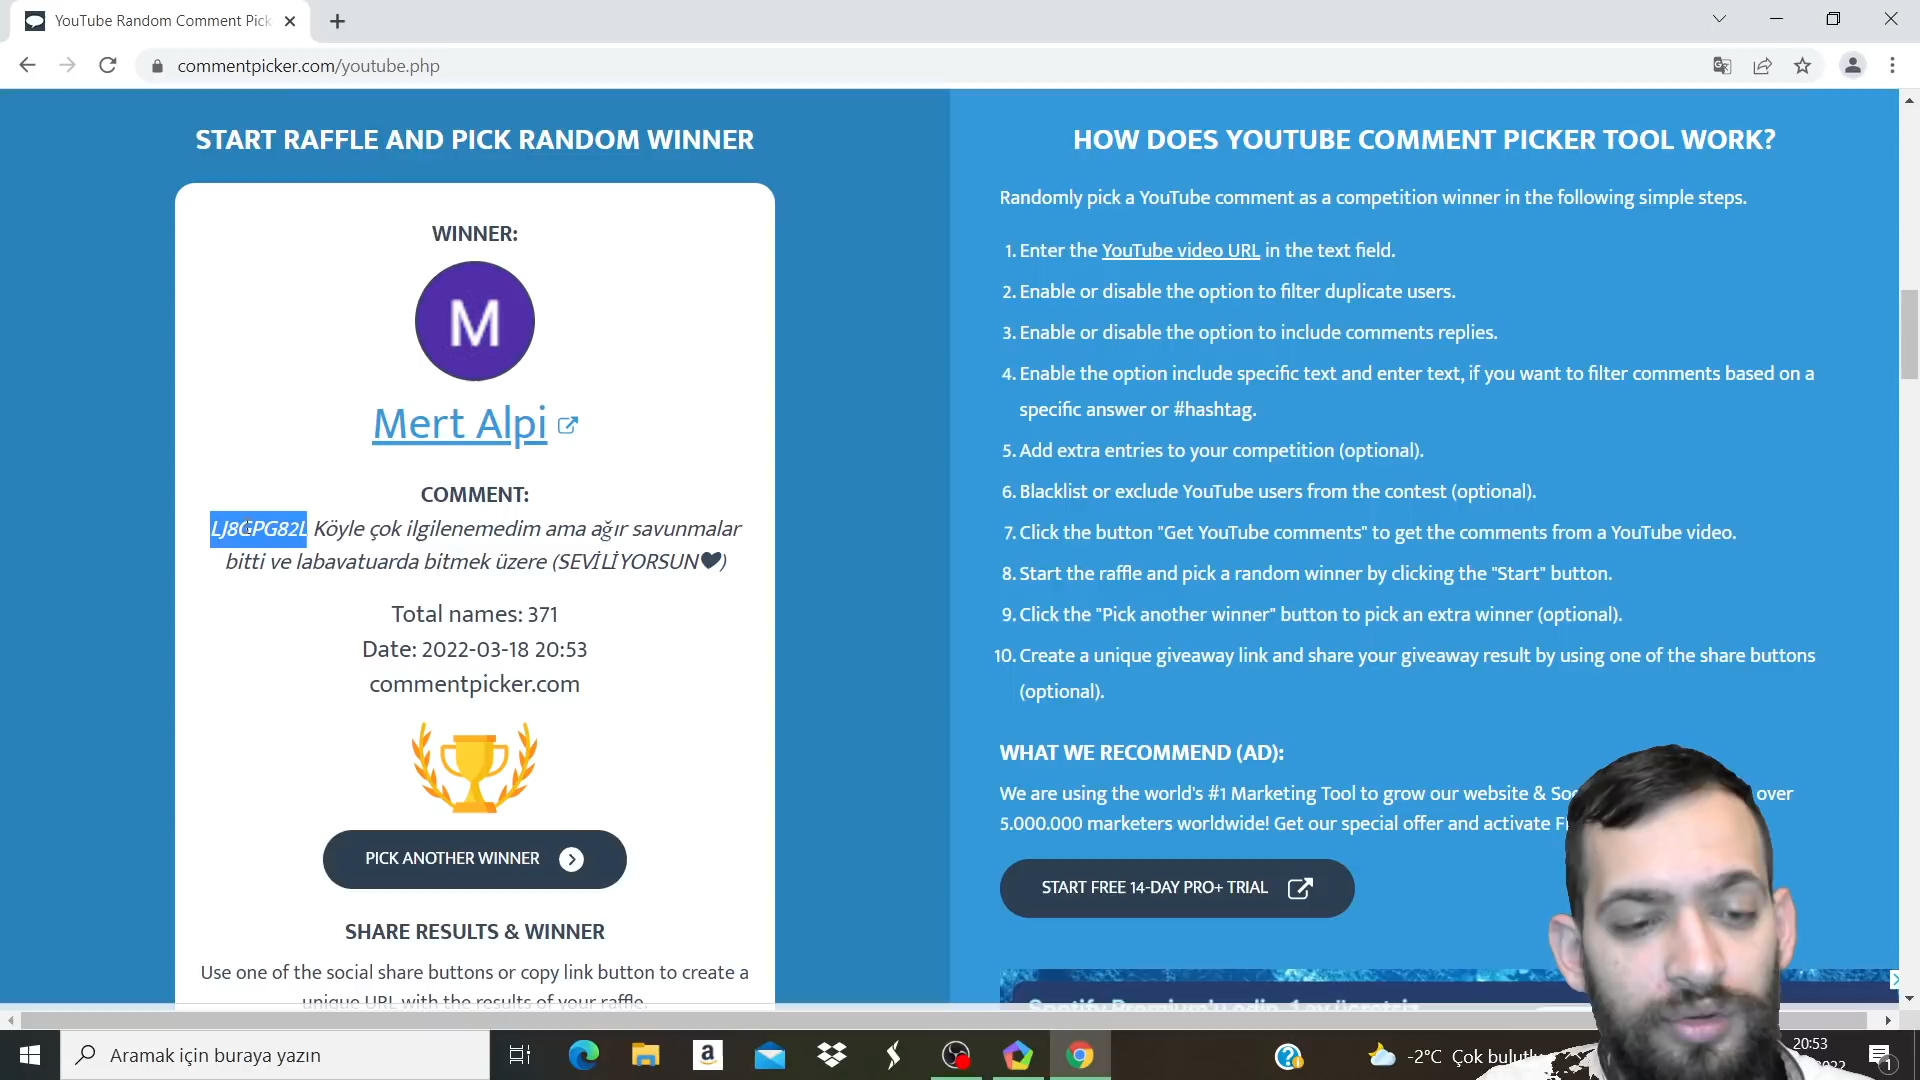 YouTube Random Comment Pick
commentpicker.com/youtube.php
START RAFFLE AND PICK RANDOM WINNER
WINNER:
M
Mert Alpi
COMMENT:
LJ8GPG82L Köyle çok ilgilenemedim ama ağır savunmalar
bitti ve labavatuarda bitmek üzere (SEVİLİYORSUN🖤)
Total names: 371
Date: 2022-03-18 20:53
commentpicker.com
PICK ANOTHER WINNER
SHARE RESULTS & WINNER
Use one of the social share buttons or copy link button to create a
unique URL with the results of your raffle.
HOW DOES YOUTUBE COMMENT PICKER TOOL WORK?
Randomly pick a YouTube comment as a competition winner in the following simple steps.
1. Enter the YouTube video URL in the text field.
2. Enable or disable the option to filter duplicate users.
3. Enable or disable the option to include comments replies.
4. Enable the option include specific text and enter text, if you want to filter comments based on a
specific answer or #hashtag.
5. Add extra entries to your competition (optional).
6. Blacklist or exclude YouTube users from the contest (optional).
7. Click the button "Get YouTube comments" to get the comments from a YouTube video.
8. Start the raffle and pick a random winner by clicking the "Start" button.
9. Click the "Pick another winner" button to pick an extra winner (optional).
10. Create a unique giveaway link and share your giveaway result by using one of the share buttons
(optional).
WHAT WE RECOMMEND (AD):
We are using the world's #1 Marketing Tool to grow our website & over
5.000.000 marketers worldwide! Get our special offer and activate
START FREE 14-DAY PRO+ TRIAL
Aramak için buraya yazın
-2°C Çok bulutlu
20:53
1